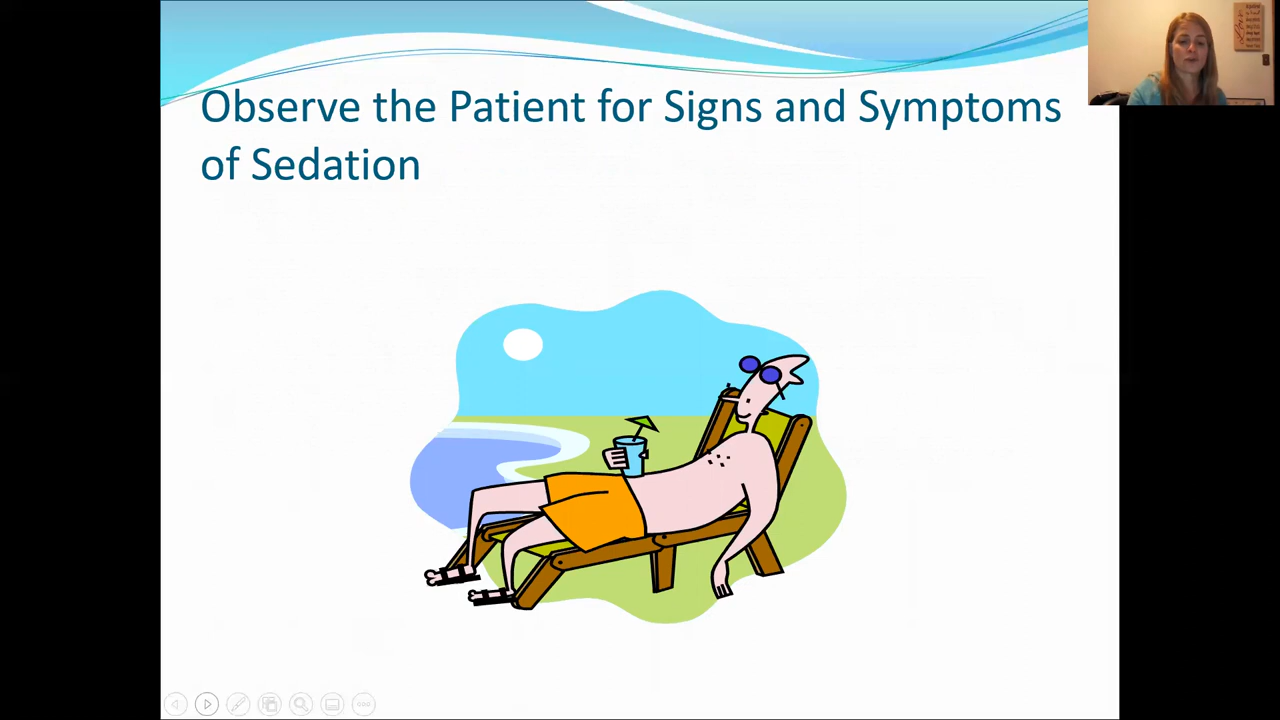 Observe the Patient for Signs and Symptoms
of Sedation